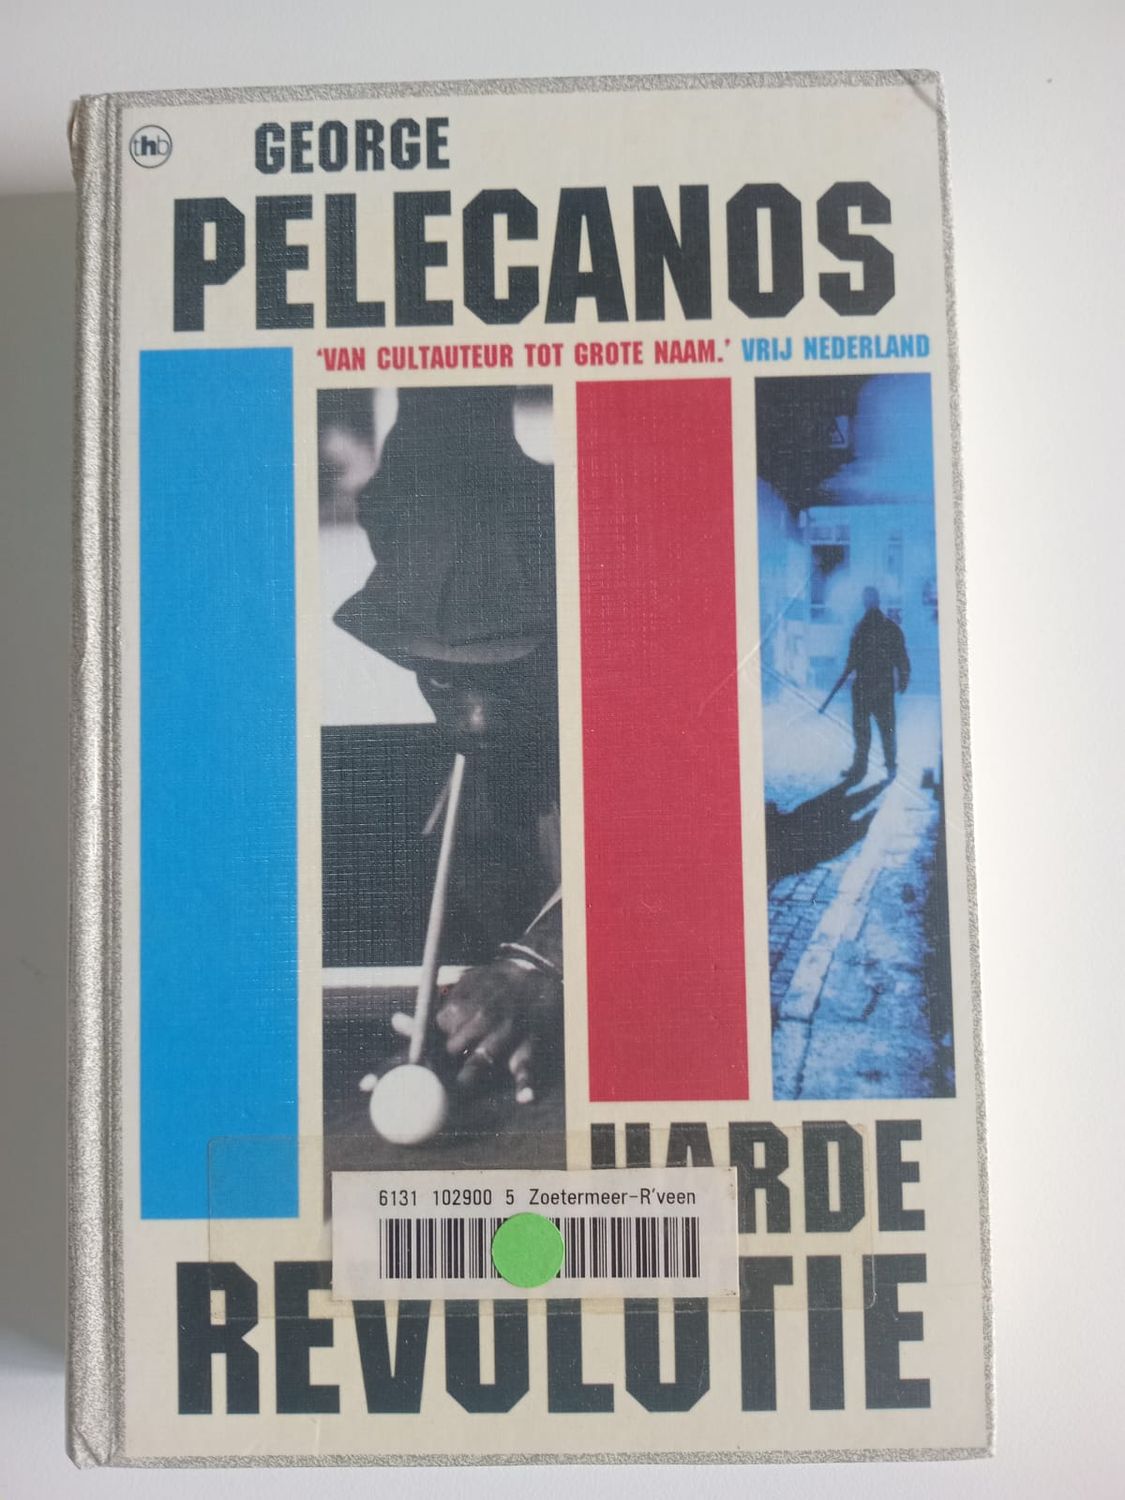 thb
GEORGE
PELECANOS
‘VAN CULTAUTEUR TOT GROTE NAAM.’ VRIJ NEDERLAND
HARDE
6131 102900 5 Zoetermeer-R'veen
REVOLUTIE